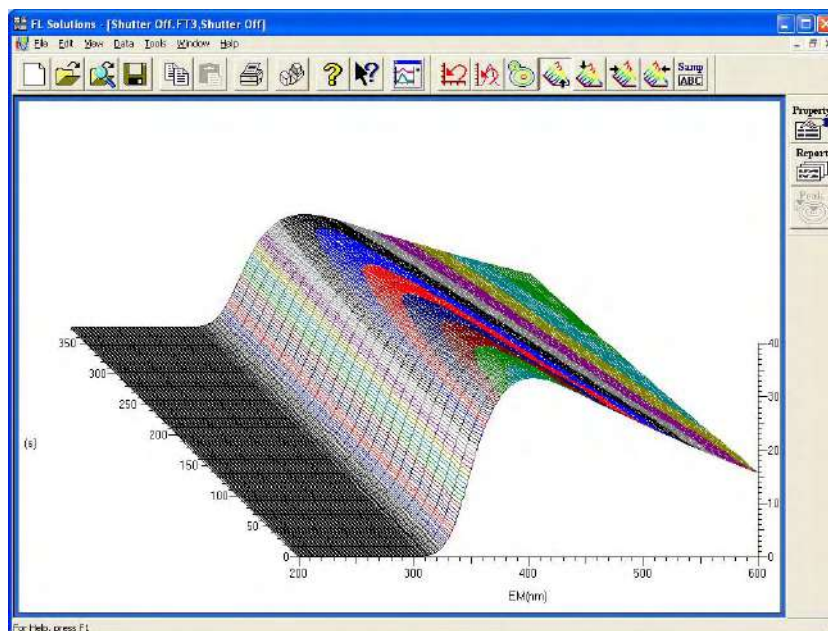 FL Solutions - [Shutter Off.FT3,Shutter Off]
File Edit View Data Tools Window Help
Samp
ABC
Property
Report
Peak
350
300
250
200
150
100
50
0
(s)
40
30
20
10
0
200 300 400 500 600
EM(nm)
For Help, press F1